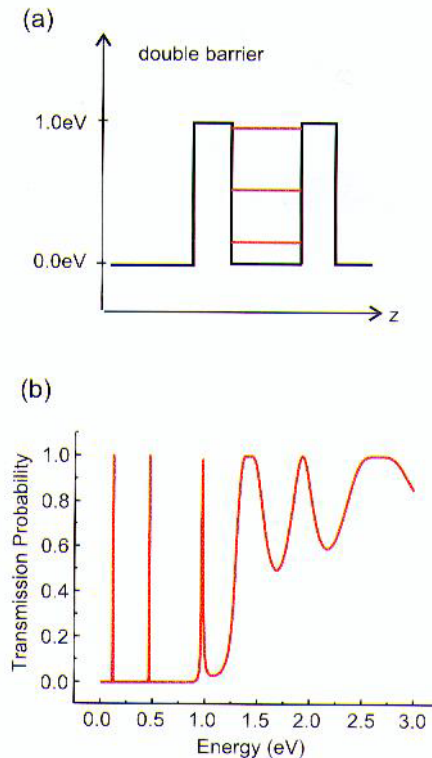 (a)
double barrier
1.0eV
0.0eV
z
(b)
Transmission Probability
1.0
0.8
0.6
0.4
0.2
0.0
0.0 0.5 1.0 1.5 2.0 2.5 3.0
Energy (eV)